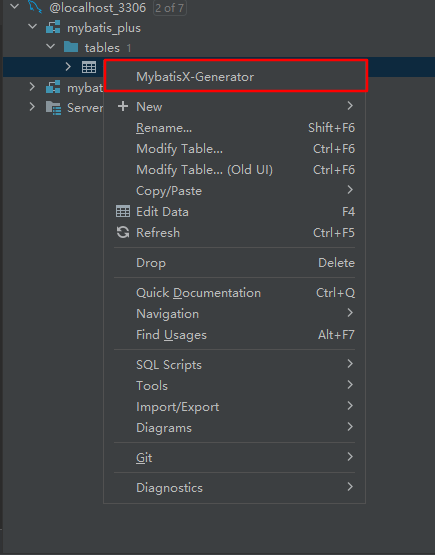 @localhost_3306 2 of 7
mybatis_plus
tables 1
mybat
Server
MybatisX-Generator
New
Rename... Shift+F6
Modify Table... Ctrl+F6
Modify Table... (Old UI) Ctrl+F6
Copy/Paste
Edit Data F4
Refresh Ctrl+F5
Drop Delete
Quick Documentation Ctrl+Q
Navigation
Find Usages Alt+F7
SQL Scripts
Tools
Import/Export
Diagrams
Git
Diagnostics